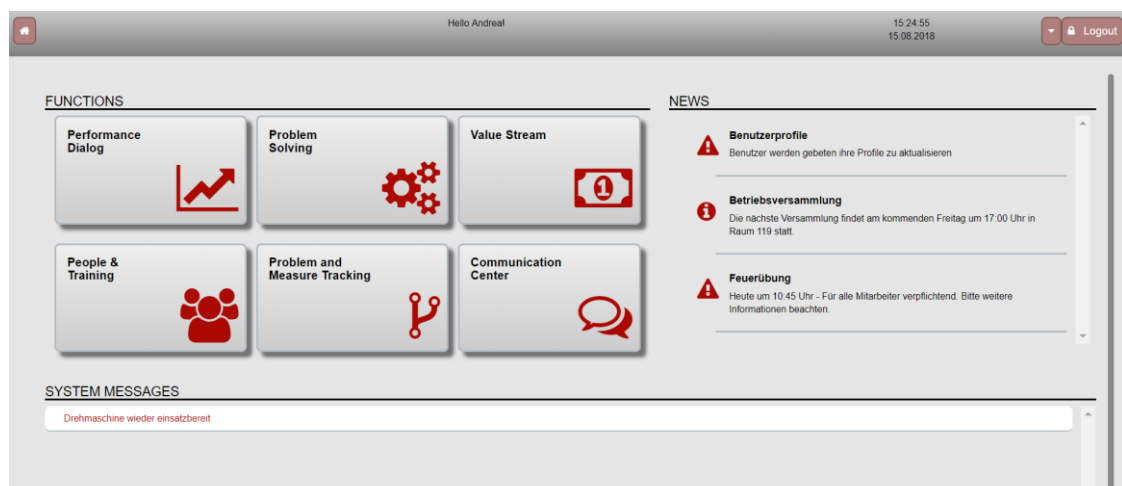 Hello Andrea!
15:24:55
15.08.2018
Logout
FUNCTIONS
Performance
Dialog
Problem
Solving
Value Stream
1
People &
Training
Problem and
Measure Tracking
Communication
Center
NEWS
Benutzerprofile
Benutzer werden gebeten ihre Profile zu aktualisieren
Betriebsversammlung
Die nächste Versammlung findet am kommenden Freitag um 17:00 Uhr in
Raum 119 statt.
Feuerübung
Heute um 10:45 Uhr - Für alle Mitarbeiter verpflichtend. Bitte weitere
Informationen beachten.
SYSTEM MESSAGES
Drehmaschine wieder einsatzbereit